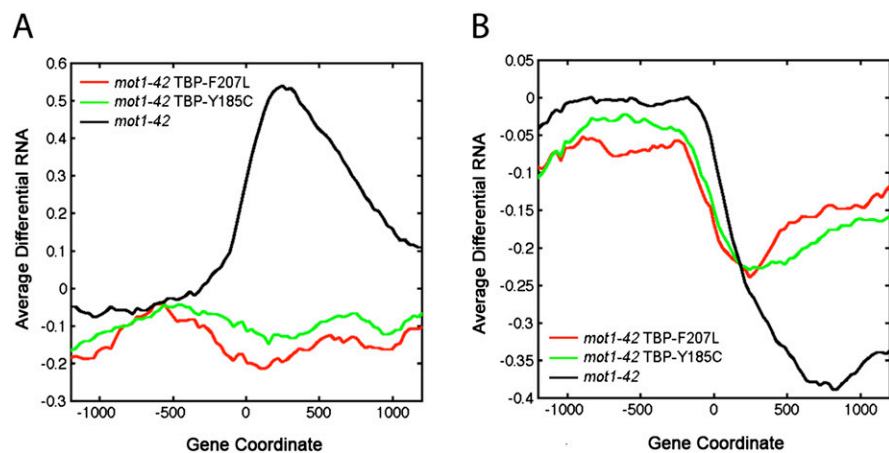 A
0.6
0.5
0.4
0.3
0.2
0.1
0
-0.1
-0.2
0.3
Average Differential RNA
mot1-42 TBP-F207L
mot1-42 TBP-Y185C
mot1-42
-1000 -500 0 500 1000
Gene Coordinate
B
0.05
0
-0.05
-0.1
-0.15
-0.2
-0.25
-0.3
-0.35
-0.4
Average Differential RNA
mot1-42 TBP-F207L
mot1-42 TBP-Y185C
mot1-42
-1000 -500 0 500 1000
Gene Coordinate